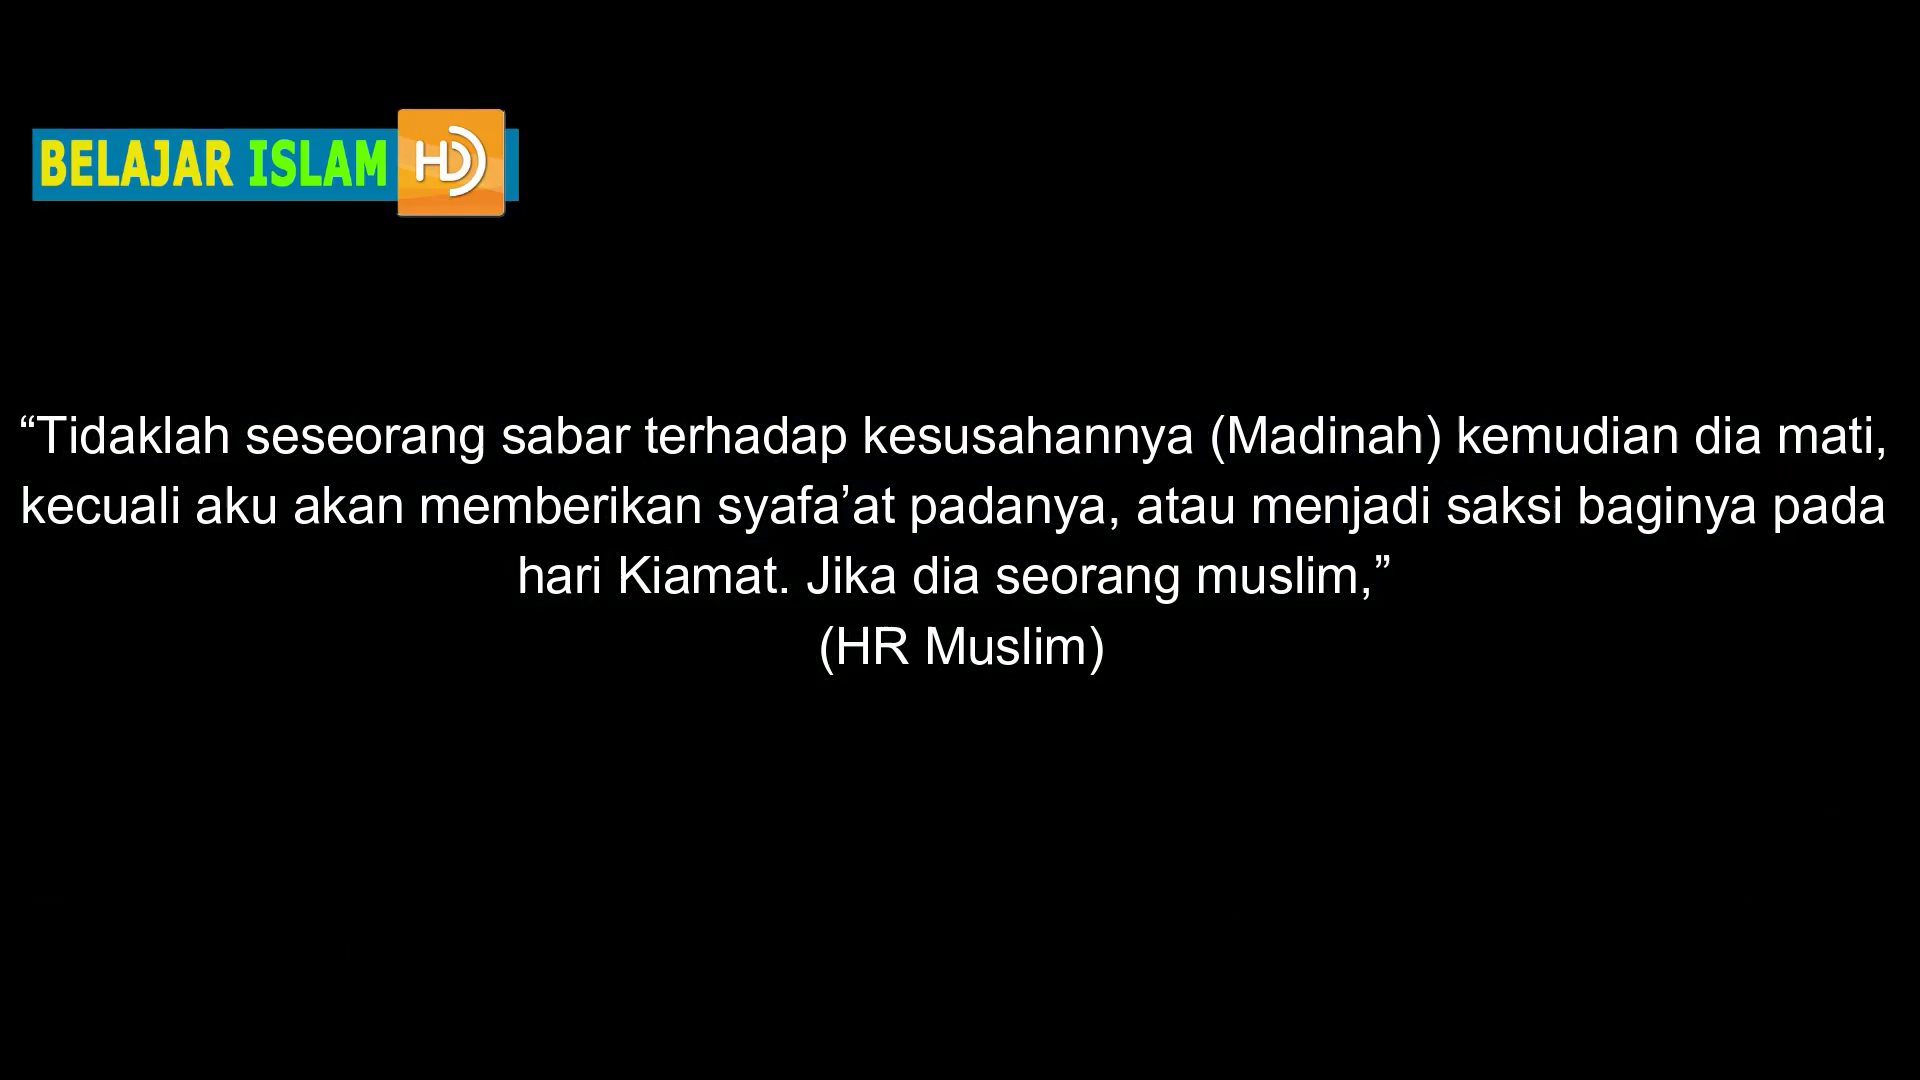 BELAJAR ISLAM HD
“Tidaklah seseorang sabar terhadap kesusahannya (Madinah) kemudian dia mati,
kecuali aku akan memberikan syafa’at padanya, atau menjadi saksi baginya pada
hari Kiamat. Jika dia seorang muslim,”
(HR Muslim)